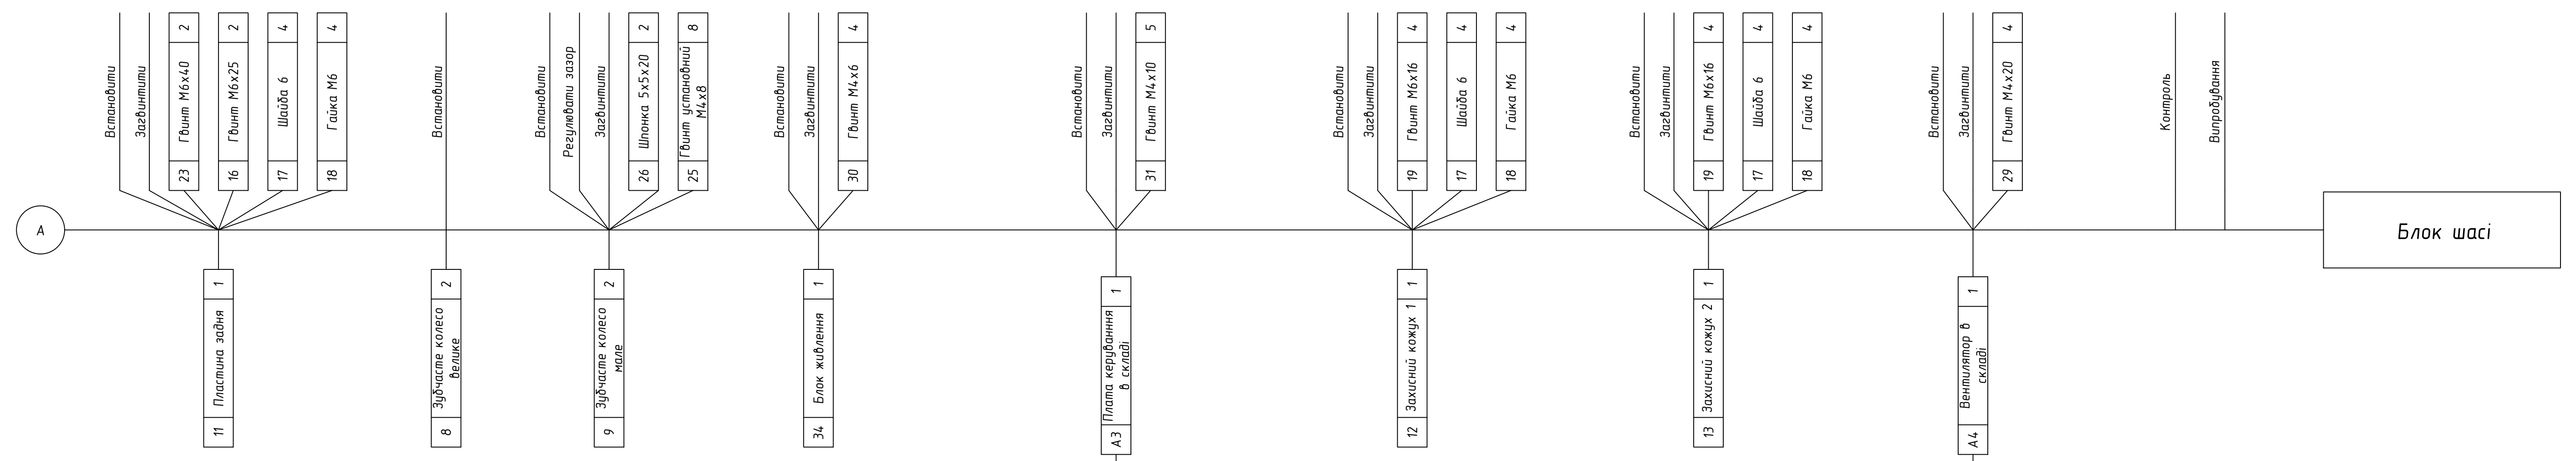 А
Встановити
Загвинтити
23 Гвинт М6х40 2
16 Гвинт М6х25 2
17 Шайба 6 4
18 Гайка М6 4
11 Пластина задня 1
Встановити
8 Зубчасте колесо 2
велике
Встановити
Регулювати зазор
Загвинтити
26 Шпонка 5х5х20 2
25 Гвинт установний 8
М4х8
9 Зубчасте колесо 2
мале
Встановити
Загвинтити
30 Гвинт М4х6 4
34 Блок живлення 1
Встановити
Загвинтити
31 Гвинт М4х10 5
А3 Плата керуванння 1
в складі
Встановити
Загвинтити
19 Гвинт М6х16 4
17 Шайба 6 4
18 Гайка М6 4
12 Захисний кожух 1 1
Встановити
Загвинтити
19 Гвинт М6х16 4
17 Шайба 6 4
18 Гайка М6 4
13 Захисний кожух 2 1
Встановити
Загвинтити
29 Гвинт М4х20 4
А4 Вентилятор в 1
складі
Контроль
Випробування
Блок шасі